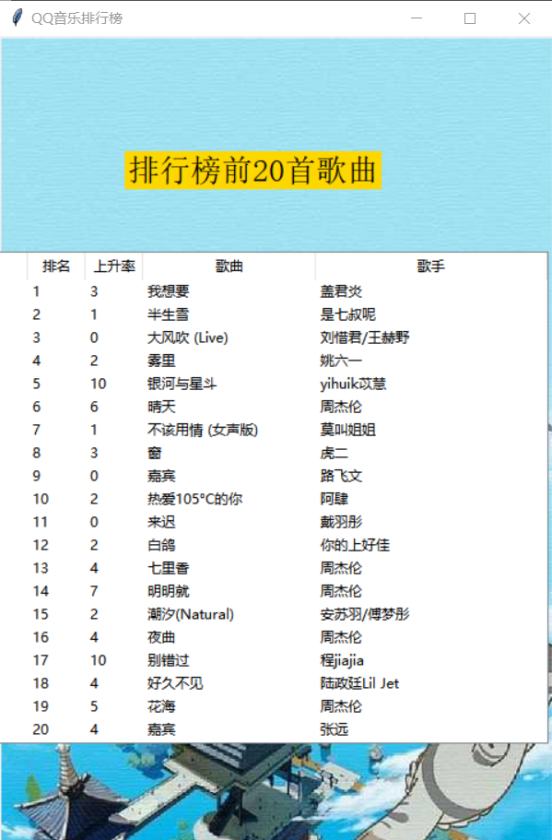 QQ音乐排行榜
排行榜前20首歌曲
排名 上升率 歌曲 歌手
1 3 我想要 盖君炎
2 1 半生雪 是七叔呢
3 0 大风吹 (Live) 刘惜君/王赫野
4 2 雾里 姚六一
5 10 银河与星斗 yihuik苡慧
6 6 晴天 周杰伦
7 1 不该用情 (女声版) 莫叫姐姐
8 3 窗 虎二
9 0 嘉宾 路飞文
10 2 热爱105°C的你 阿肆
11 0 来迟 戴羽彤
12 2 白鸽 你的上好佳
13 4 七里香 周杰伦
14 7 明明就 周杰伦
15 2 潮汐(Natural) 安苏羽/傅梦彤
16 4 夜曲 周杰伦
17 10 别错过 程jiajia
18 4 好久不见 陆政廷Lil Jet
19 5 花海 周杰伦
20 4 嘉宾 张远